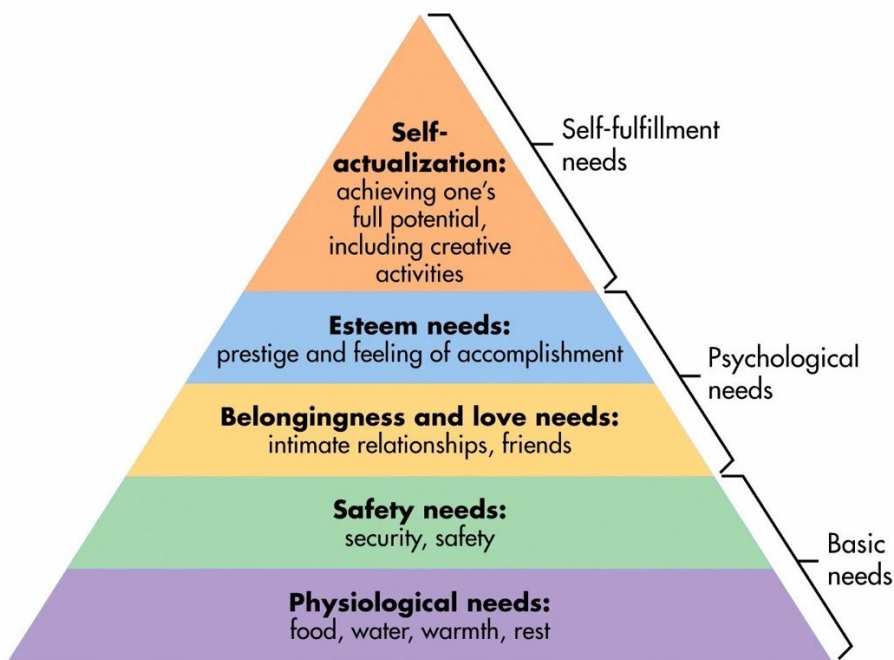 Self-
actualization:
achieving one's
full potential,
including creative
activities
Self-fulfillment
needs
Esteem needs:
prestige and feeling of accomplishment
Belongingness and love needs:
intimate relationships, friends
Psychological
needs
Safety needs:
security, safety
Physiological needs:
food, water, warmth, rest
Basic
needs